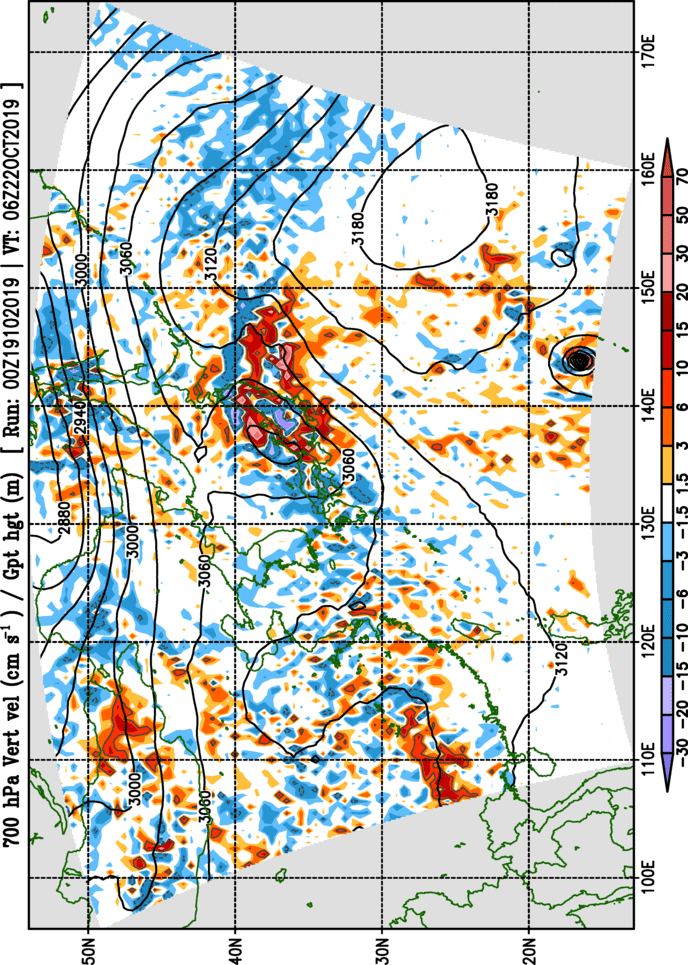 700 hPa Vert vel (cm s⁻¹) / Gpt hgt (m) [ Run: 00Z19102019 | VT: 06Z22OCT2019 ]
50N
40N
30N
20N
100E
110E
120E
130E
140E
150E
160E
170E
3000
3060
3120
3180
3180
2940
2880
3000
3060
3060
3120
3000
3060
−30
−20
−15
−10
−6
−3
−1.5
1.5
3
6
10
15
20
30
50
70